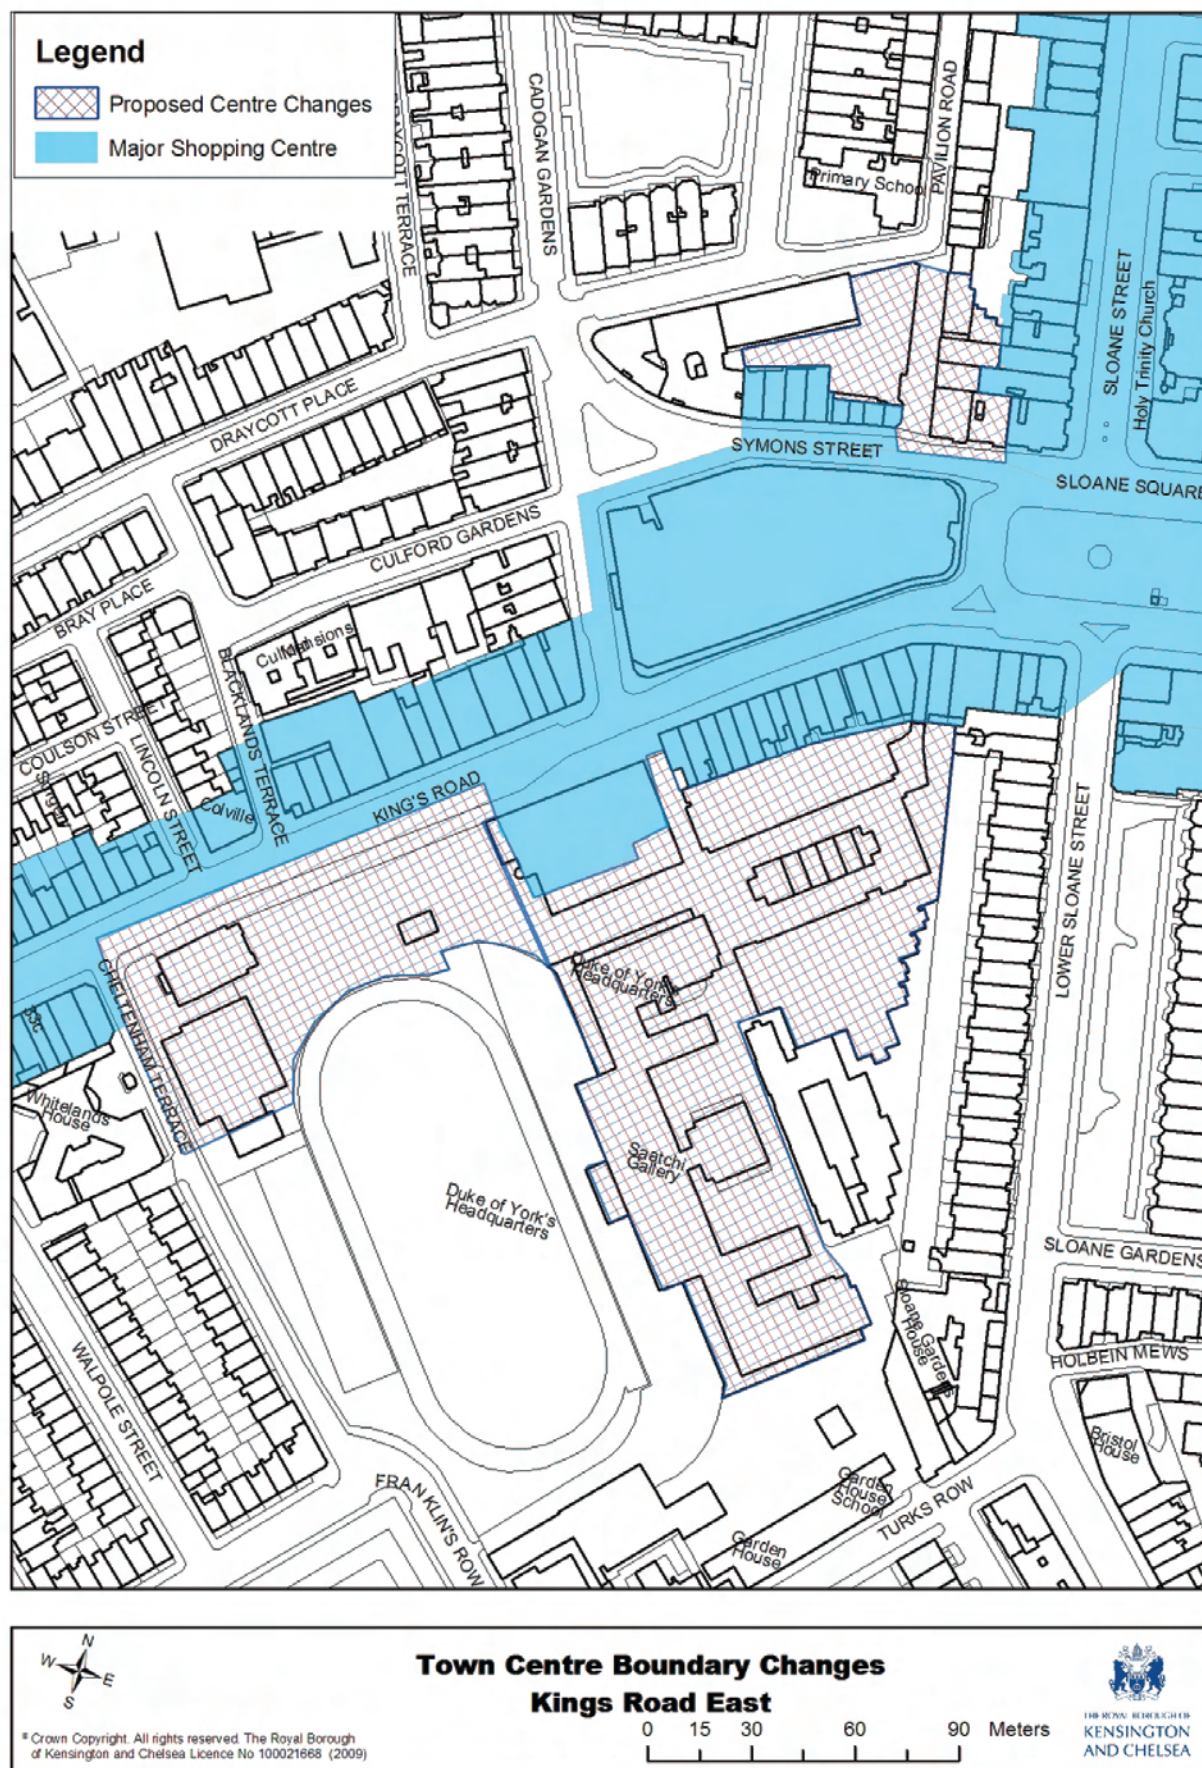 Legend
Proposed Centre Changes
Major Shopping Centre
CADOGAN GARDENS
PAVILION ROAD
Primary School
TERRACE
SLOANE STREET
Holy Trinity Church
DRAYCOTT PLACE
SYMONS STREET
SLOANE SQUARE
CULFORD GARDENS
BRAY PLACE
Mansions
BLACKLANDS TERRACE
COULSON STREET
LINCOLN STREET
Colville
KING'S ROAD
LOWER SLOANE STREET
CHELTENHAM TERRACE
Duke of York's
Headquarters
Whitelands
House
Saatchi
Gallery
Duke of York's
Headquarters
SLOANE GARDENS
Sloane Gardens
House
HOLBEIN MEWS
WALPOLE STREET
Bristol
House
FRANKLIN'S ROW
Garden
House
School
TURKS ROW
Garden
House
N
W
E
S
Town Centre Boundary Changes
Kings Road East
0 15 30 60 90 Meters
Crown Copyright. All rights reserved. The Royal Borough
of Kensington and Chelsea Licence No 100021668 (2009)
THE ROYAL BOROUGH OF
KENSINGTON
AND CHELSEA